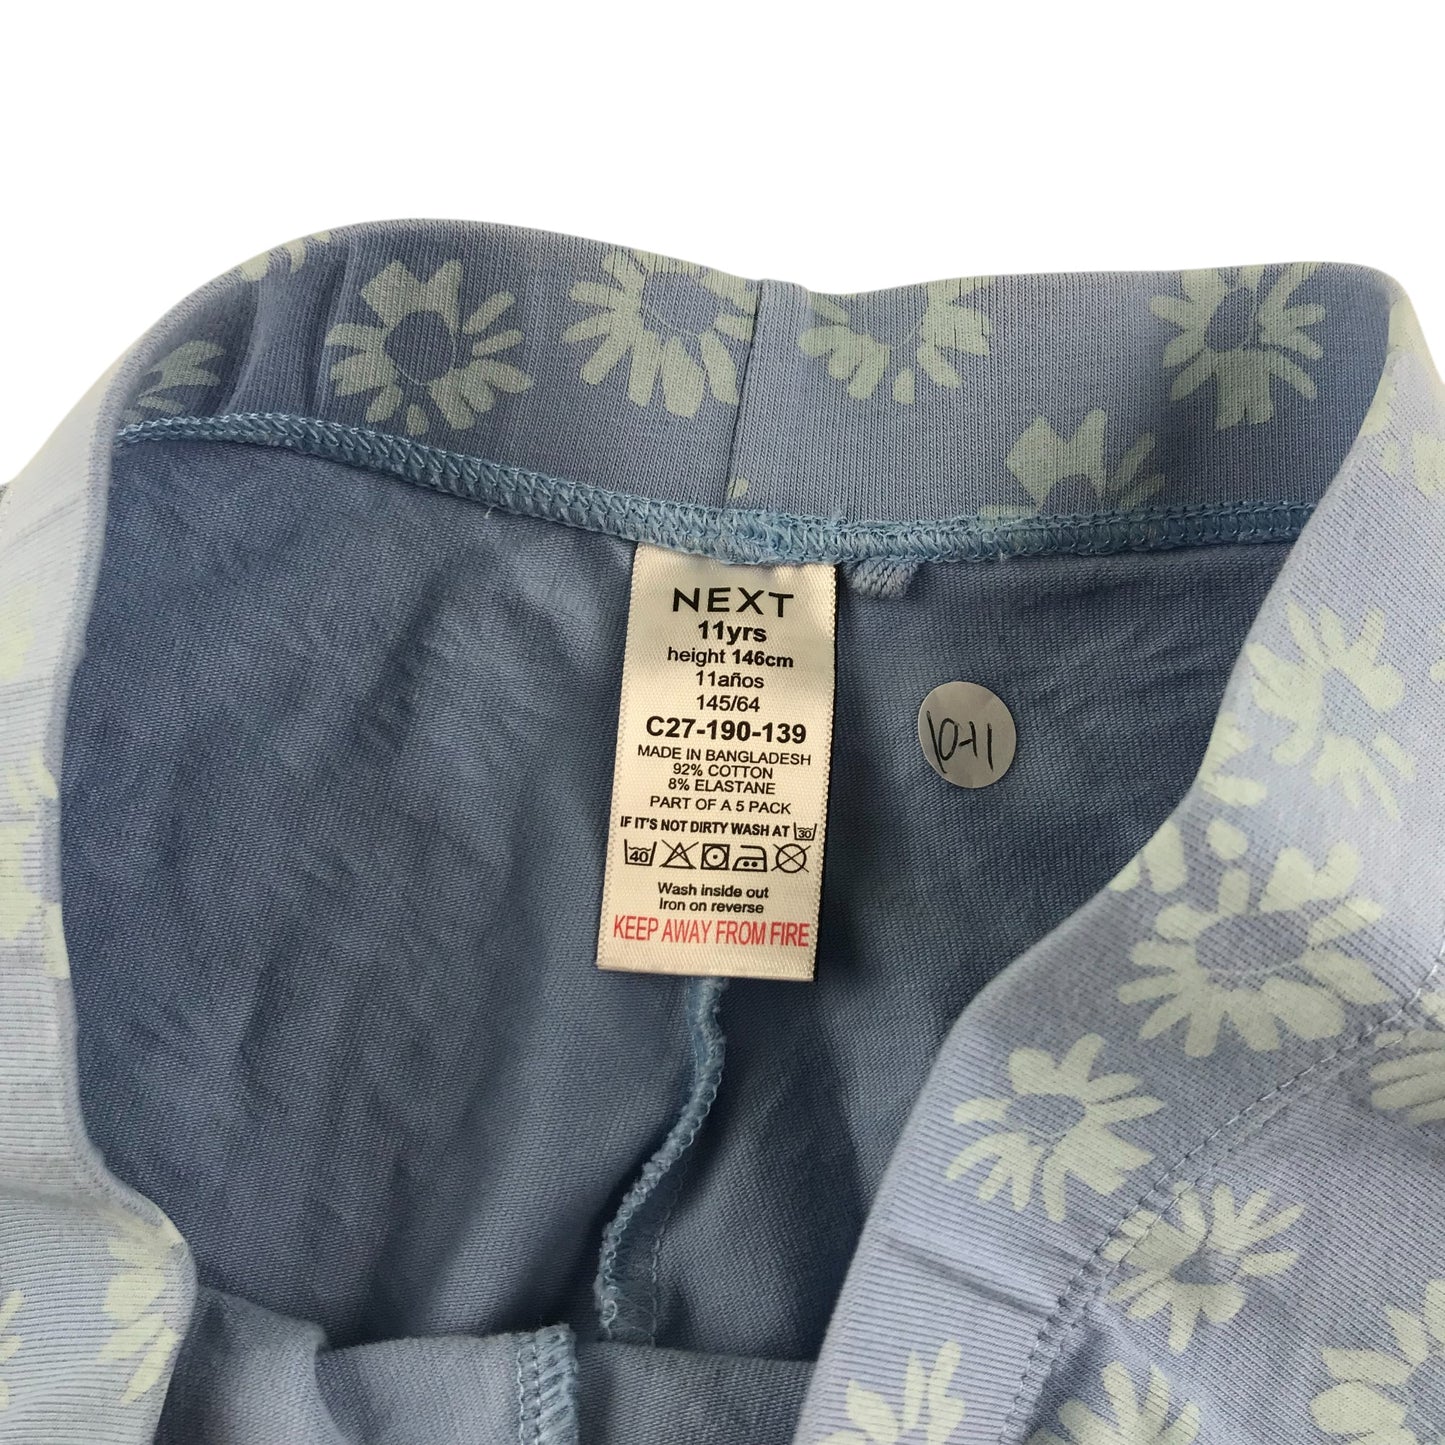 NEXT
11yrs
height 146cm
11años
145/64
C27-190-139
MADE IN BANGLADESH
92% COTTON
8% ELASTANE
PART OF A 5 PACK
IF IT'S NOT DIRTY WASH AT 30
40
Wash inside out
Iron on reverse
KEEP AWAY FROM FIRE
10-11